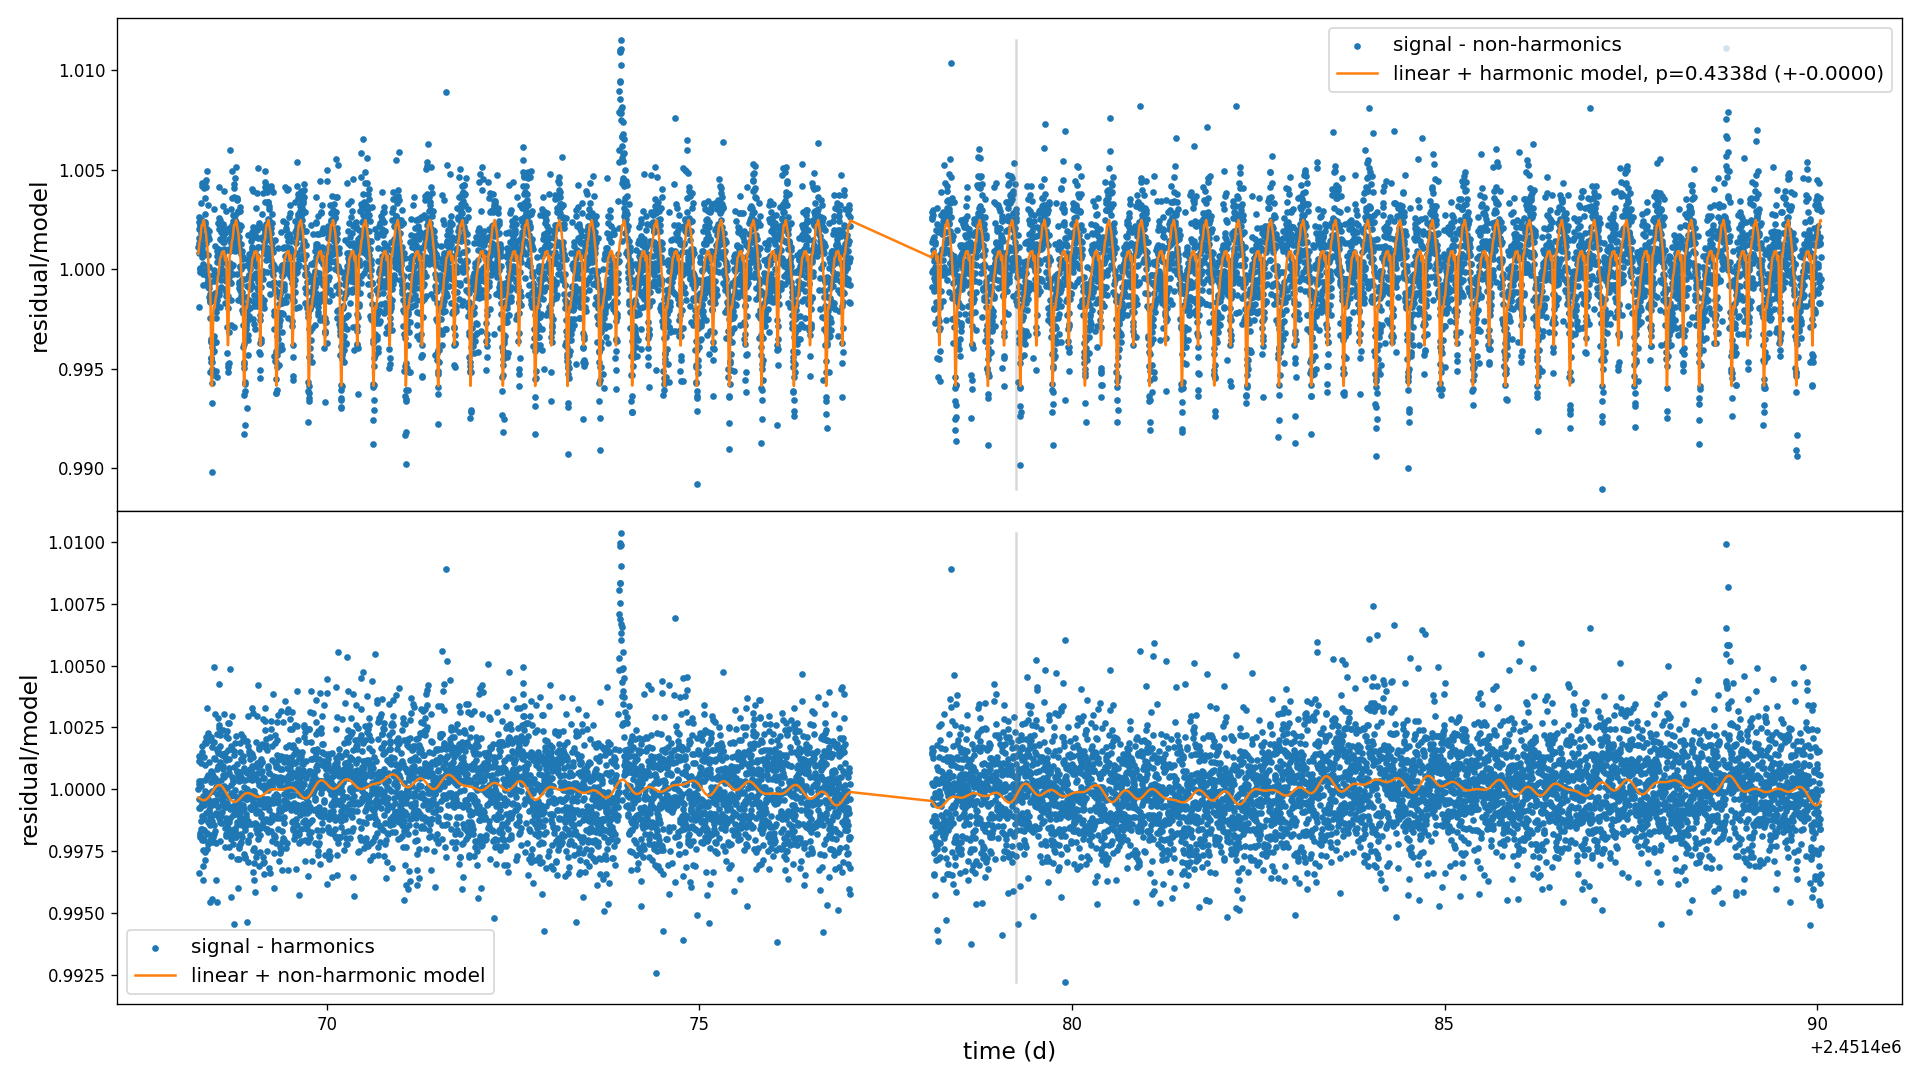 signal - non-harmonics
linear + harmonic model, p=0.4338d (+-0.0000)
1.010
1.005
1.000
0.995
0.990
residual/model
1.0100
1.0075
1.0050
1.0025
1.0000
0.9975
0.9950
0.9925
residual/model
signal - harmonics
linear + non-harmonic model
70
75
80
85
90
time (d)
+2.4514e6